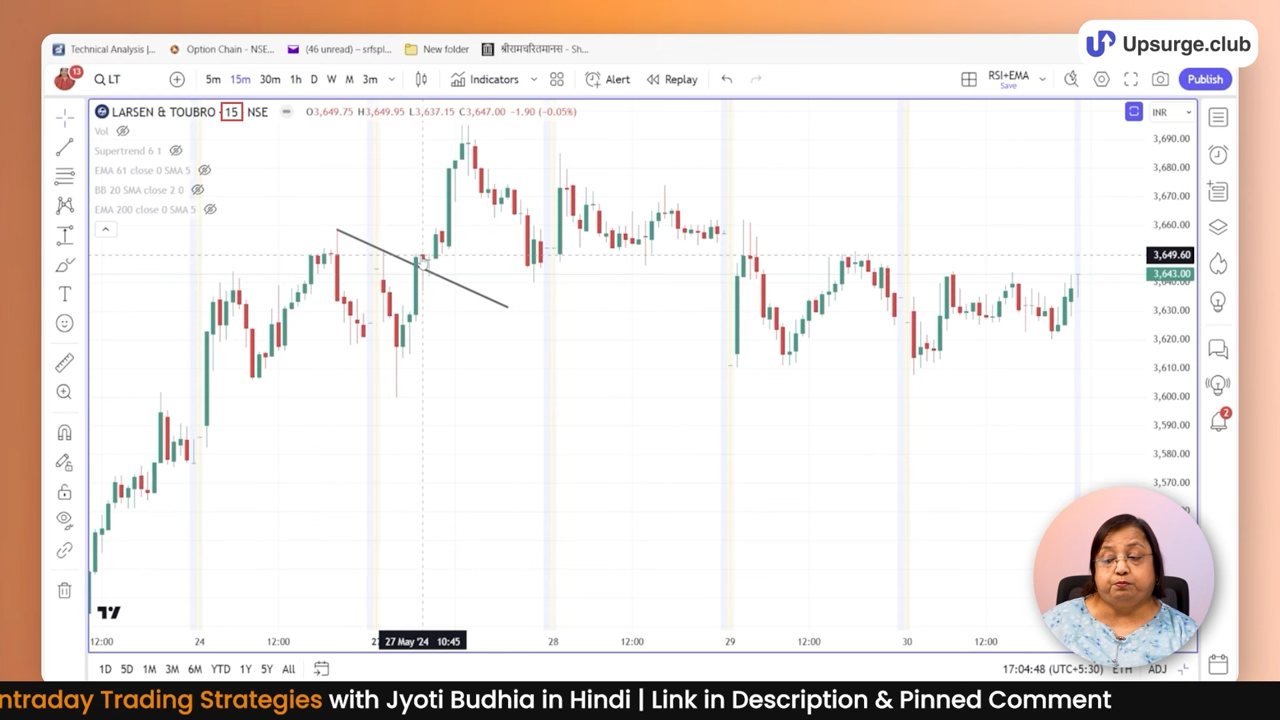 Upsurge.club
Technical Analysis |...
Option Chain - NSE...
(46 unread) – srfspl...
New folder
श्रीरामचरितमानस - Sh...
13
LT
5m 15m 30m 1h D W M 3m
Indicators
Alert
Replay
RSI+EMA
Save
Publish
LARSEN & TOUBRO · 15 NSE
O3,649.75 H3,649.95 L3,637.15 C3,647.00 -1.90 (-0.05%)
INR
Vol
Supertrend 6 1
EMA 61 close 0 SMA 5
BB 20 SMA close 2 0
EMA 200 close 0 SMA 5
3,690.00
3,680.00
3,670.00
3,660.00
3,649.60
3,643.00
3,640.00
3,630.00
3,620.00
3,610.00
3,600.00
3,590.00
3,580.00
3,570.00
2
12:00 24 12:00 27 May '24 10:45 28 12:00 29 12:00 30 12:00
1D 5D 1M 3M 6M YTD 1Y 5Y All
17:04:48 (UTC+5:30) ETH ADJ
ntraday Trading Strategies with Jyoti Budhia in Hindi | Link in Description & Pinned Comment